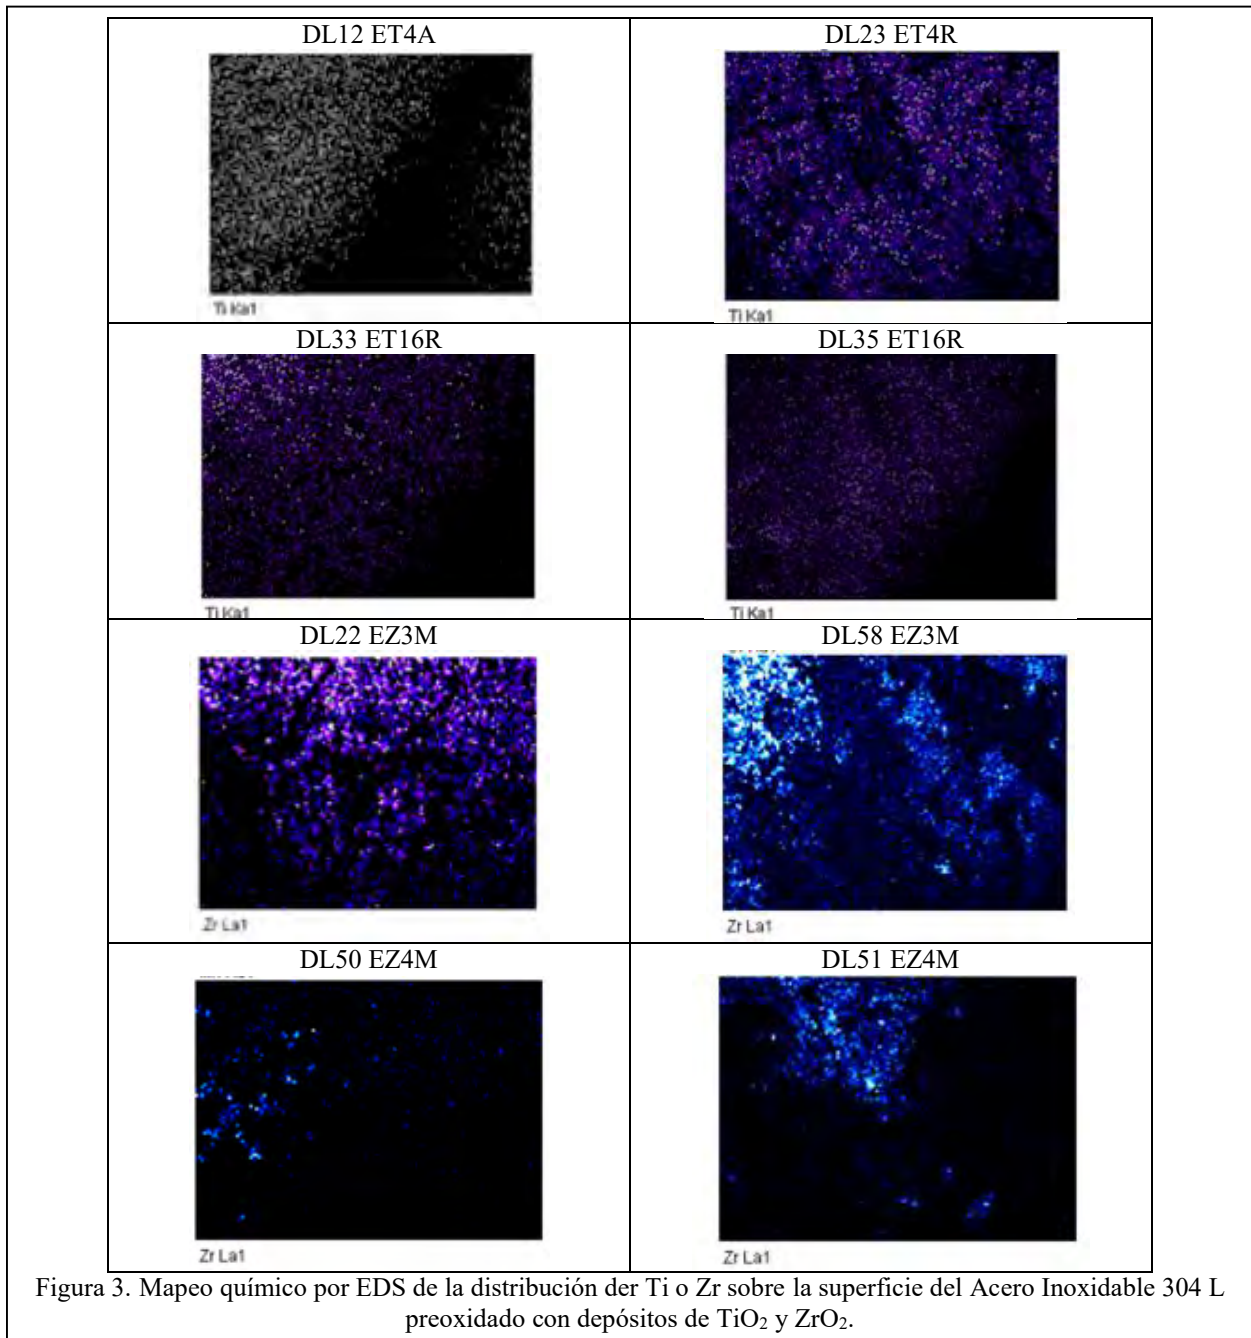 DL12 ET4A
DL23 ET4R
Ti Ka1
Ti Ka1
DL33 ET16R
DL35 ET16R
Ti Ka1
Ti Ka1
DL22 EZ3M
DL58 EZ3M
Zr La1
Zr La1
DL50 EZ4M
DL51 EZ4M
Zr La1
Zr La1
Figura 3. Mapeo químico por EDS de la distribución der Ti o Zr sobre la superficie del Acero Inoxidable 304 L
preoxidado con depósitos de TiO₂ y ZrO₂.